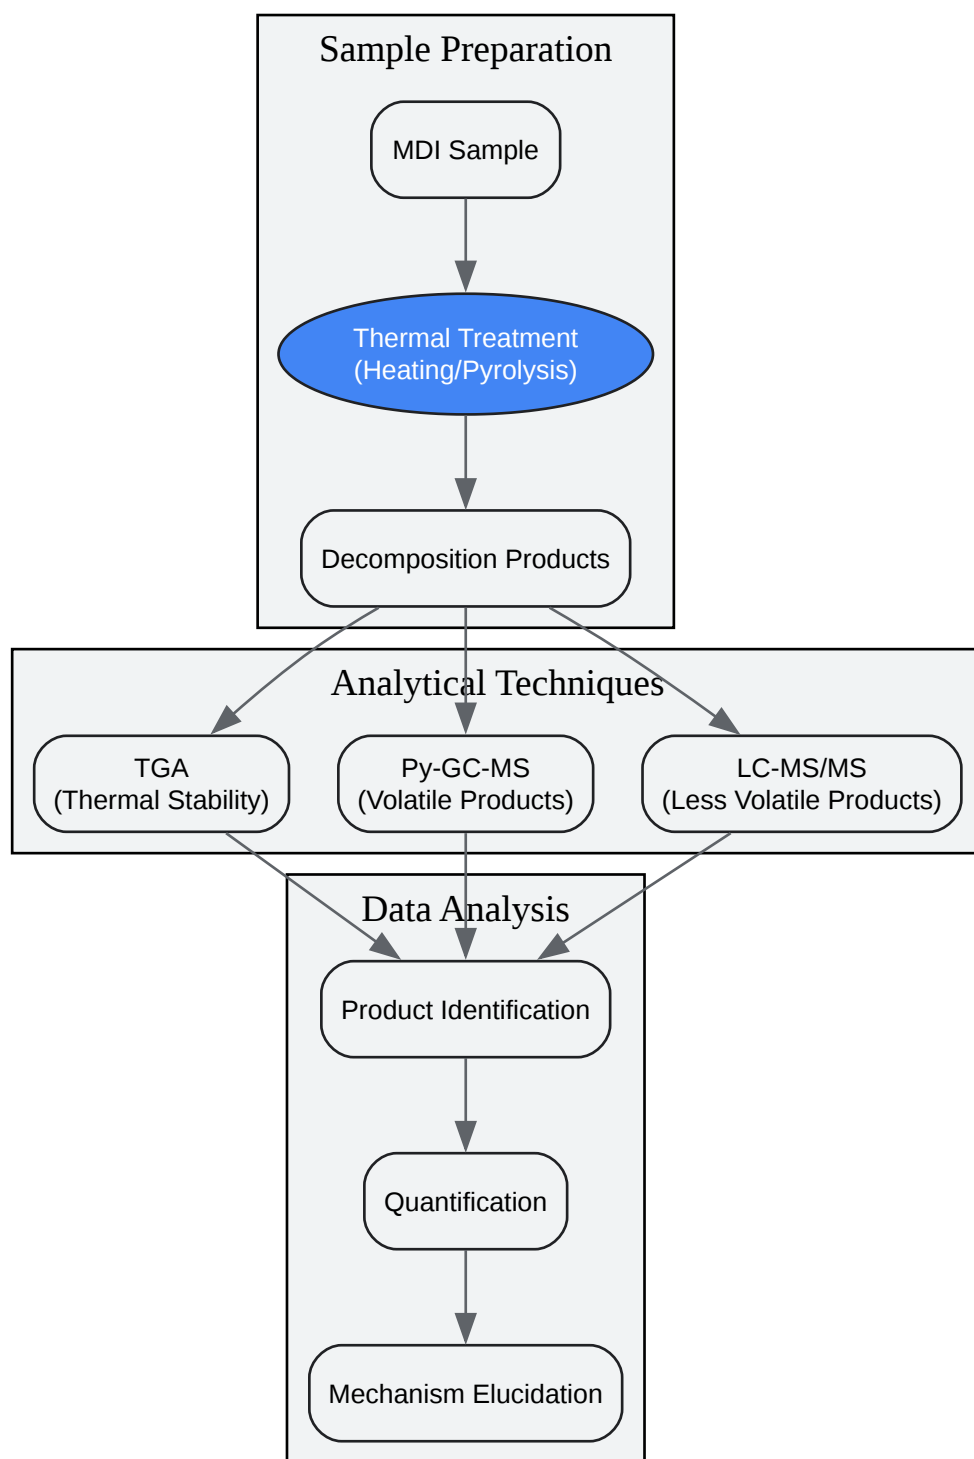 Sample Preparation
MDI Sample
Thermal Treatment
(Heating/Pyrolysis)
Decomposition Products
Analytical Techniques
TGA
(Thermal Stability)
Py-GC-MS
(Volatile Products)
LC-MS/MS
(Less Volatile Products)
Data Analysis
Product Identification
Quantification
Mechanism Elucidation